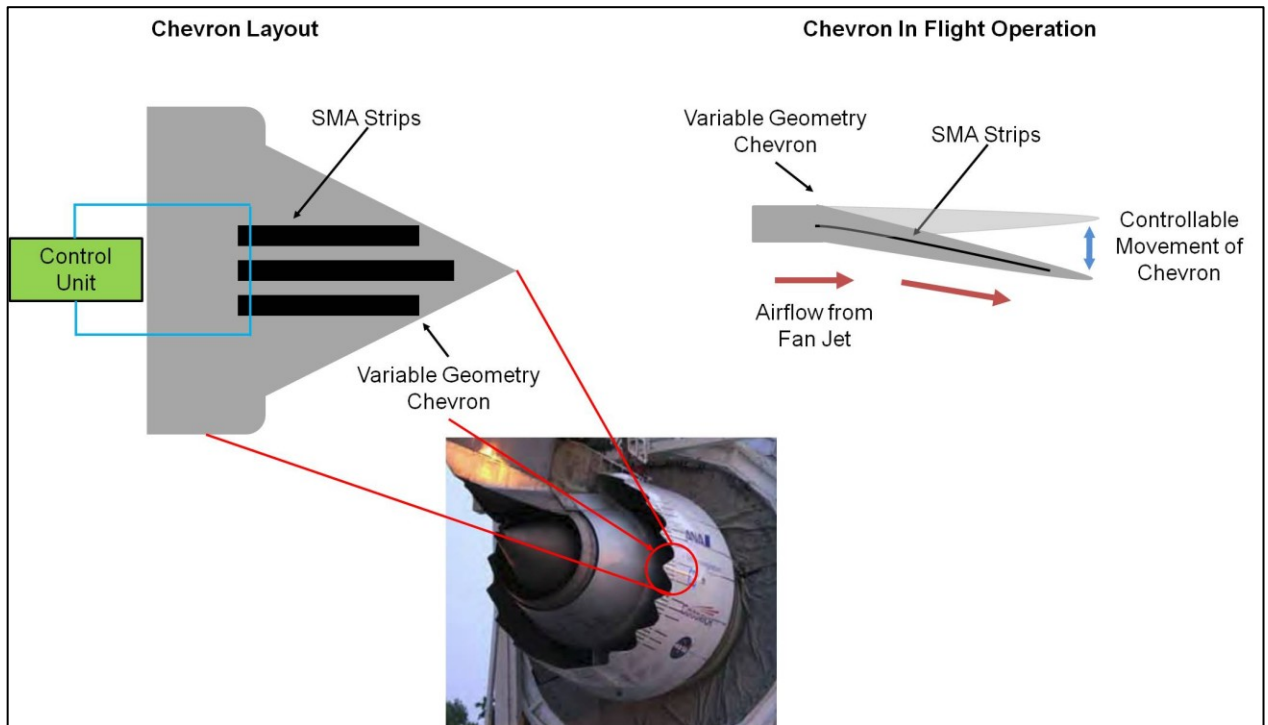 Chevron Layout
Chevron In Flight Operation
SMA Strips
Control
Unit
Variable Geometry
Chevron
Variable Geometry
Chevron
SMA Strips
Controllable
Movement of
Chevron
Airflow from
Fan Jet
ANA